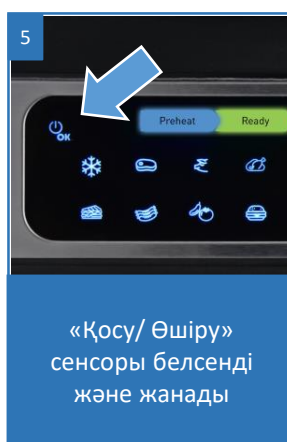 5
OK
Preheat Ready
«Қосу/ Өшіру»
сенсоры белсенді
және жанады